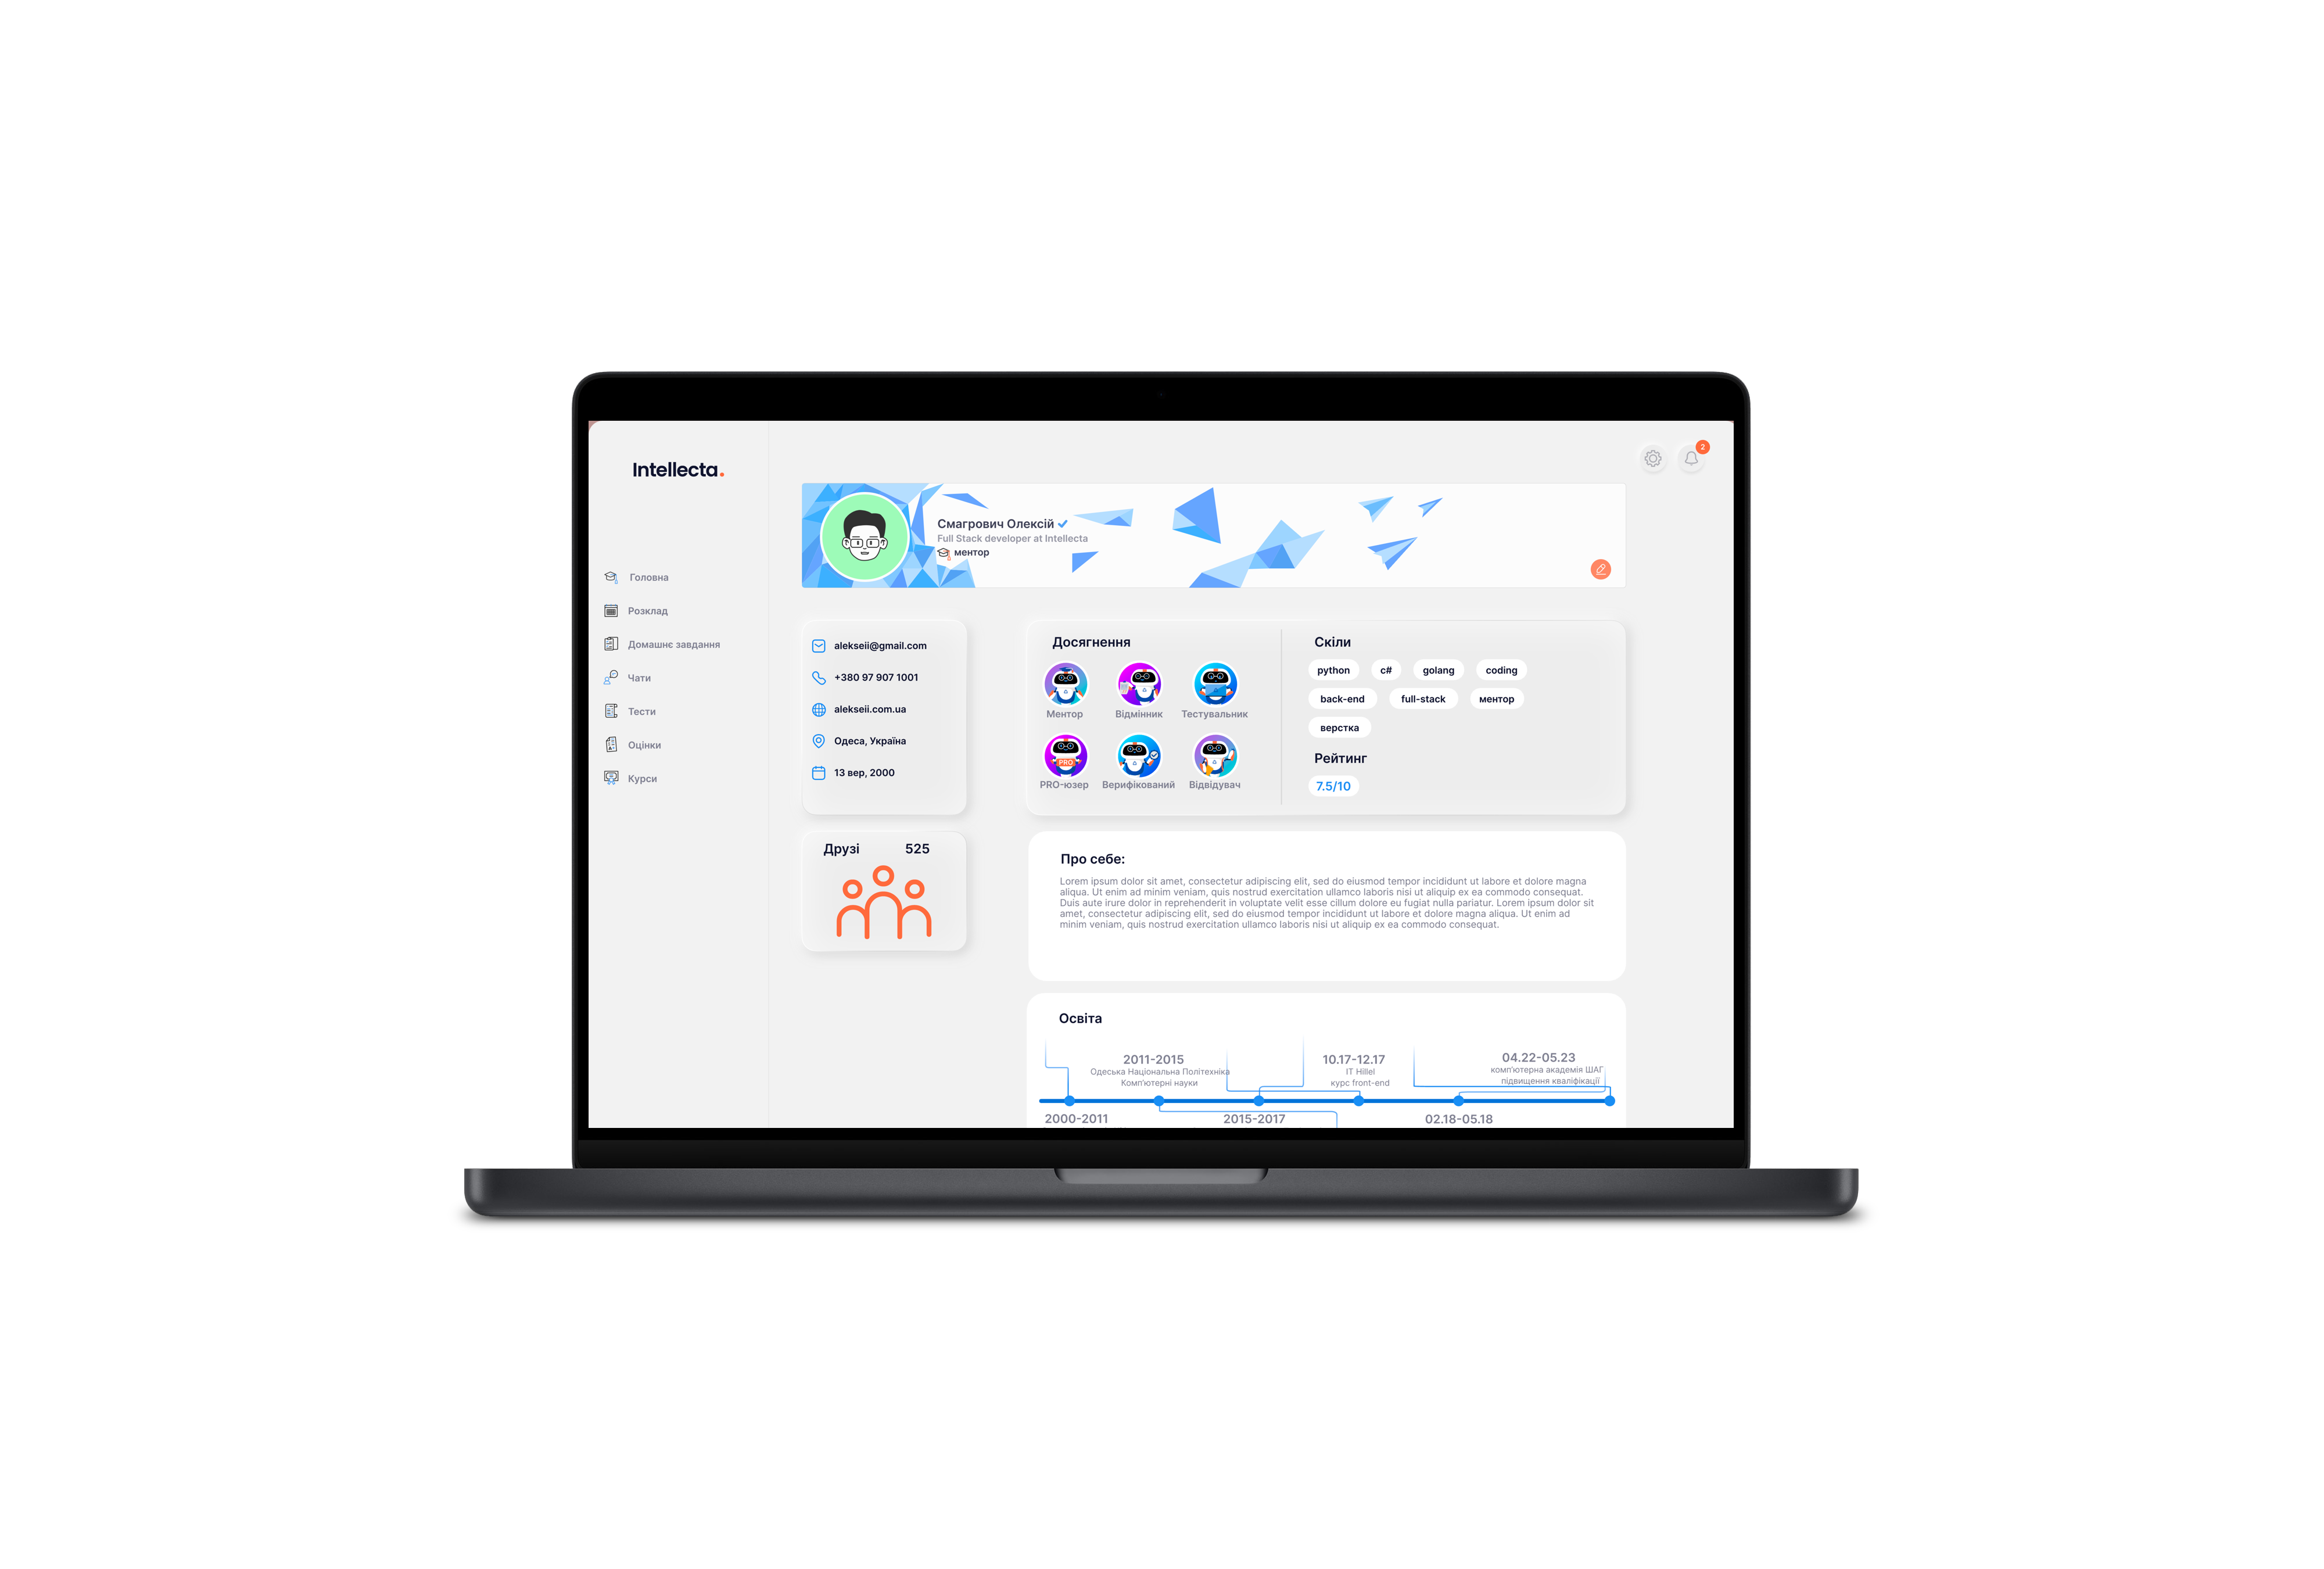 Intellecta.
2
Головна
Розклад
Домашнє завдання
Чати
Тести
Оцінки
Курси
Смагрович Олексій
Full Stack developer at Intellecta
ментор
alekseii@gmail.com
+380 97 907 1001
alekseii.com.ua
Одеса, Україна
13 вер, 2000
Друзі 525
Досягнення
Ментор Відмінник Тестувальник
PRO
PRO-юзер Верифікований Відвідувач
Скіли
python c# golang coding
back-end full-stack ментор
верстка
Рейтинг
7.5/10
Про себе:
Lorem ipsum dolor sit amet, consectetur adipiscing elit, sed do eiusmod tempor incididunt ut labore et dolore magna
aliqua. Ut enim ad minim veniam, quis nostrud exercitation ullamco laboris nisi ut aliquip ex ea commodo consequat.
Duis aute irure dolor in reprehenderit in voluptate velit esse cillum dolore eu fugiat nulla pariatur. Lorem ipsum dolor sit
amet, consectetur adipiscing elit, sed do eiusmod tempor incididunt ut labore et dolore magna aliqua. Ut enim ad
minim veniam, quis nostrud exercitation ullamco laboris nisi ut aliquip ex ea commodo consequat.
Освіта
2011-2015
Одеська Національна Політехніка
Комп'ютерні науки
10.17-12.17
IT Hillel
курс front-end
04.22-05.23
комп'ютерна академія ШАГ
підвищення кваліфікації
2000-2011 2015-2017 02.18-05.18